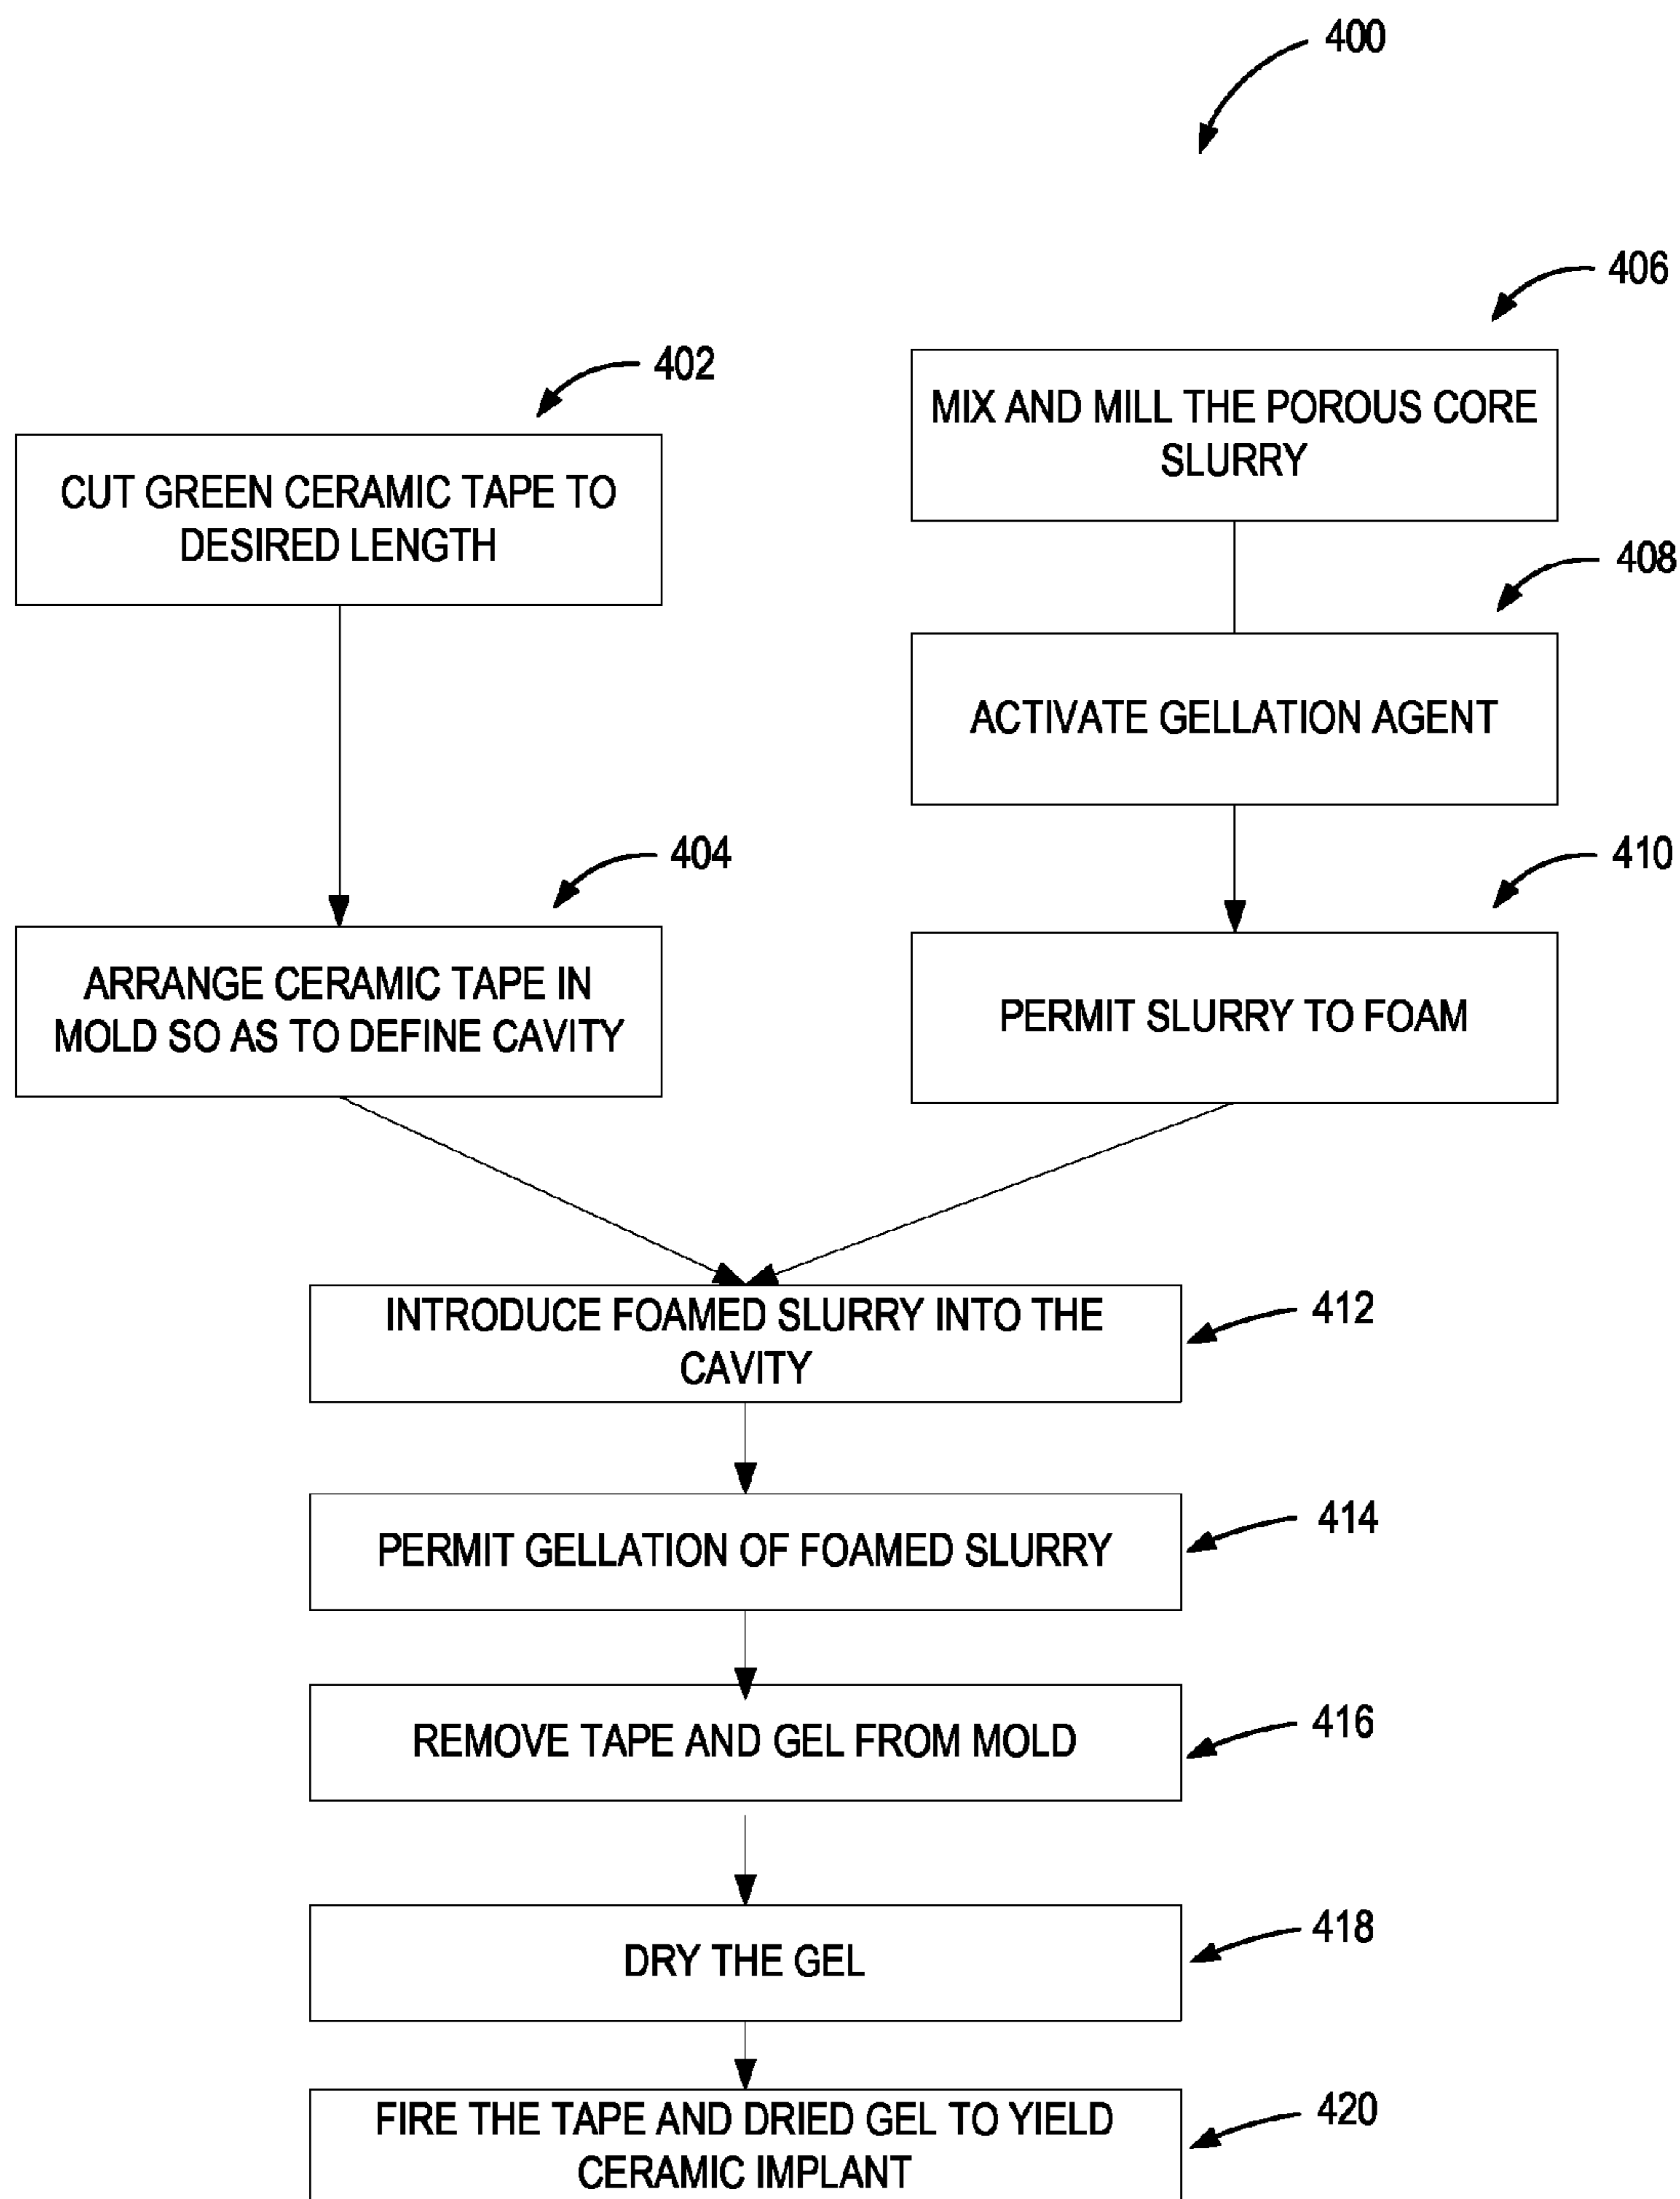 400
402
CUT GREEN CERAMIC TAPE TO
DESIRED LENGTH
404
ARRANGE CERAMIC TAPE IN
MOLD SO AS TO DEFINE CAVITY
406
MIX AND MILL THE POROUS CORE
SLURRY
408
ACTIVATE GELLATION AGENT
410
PERMIT SLURRY TO FOAM
INTRODUCE FOAMED SLURRY INTO THE
CAVITY
412
PERMIT GELLATION OF FOAMED SLURRY
414
REMOVE TAPE AND GEL FROM MOLD
416
DRY THE GEL
418
FIRE THE TAPE AND DRIED GEL TO YIELD
CERAMIC IMPLANT
420